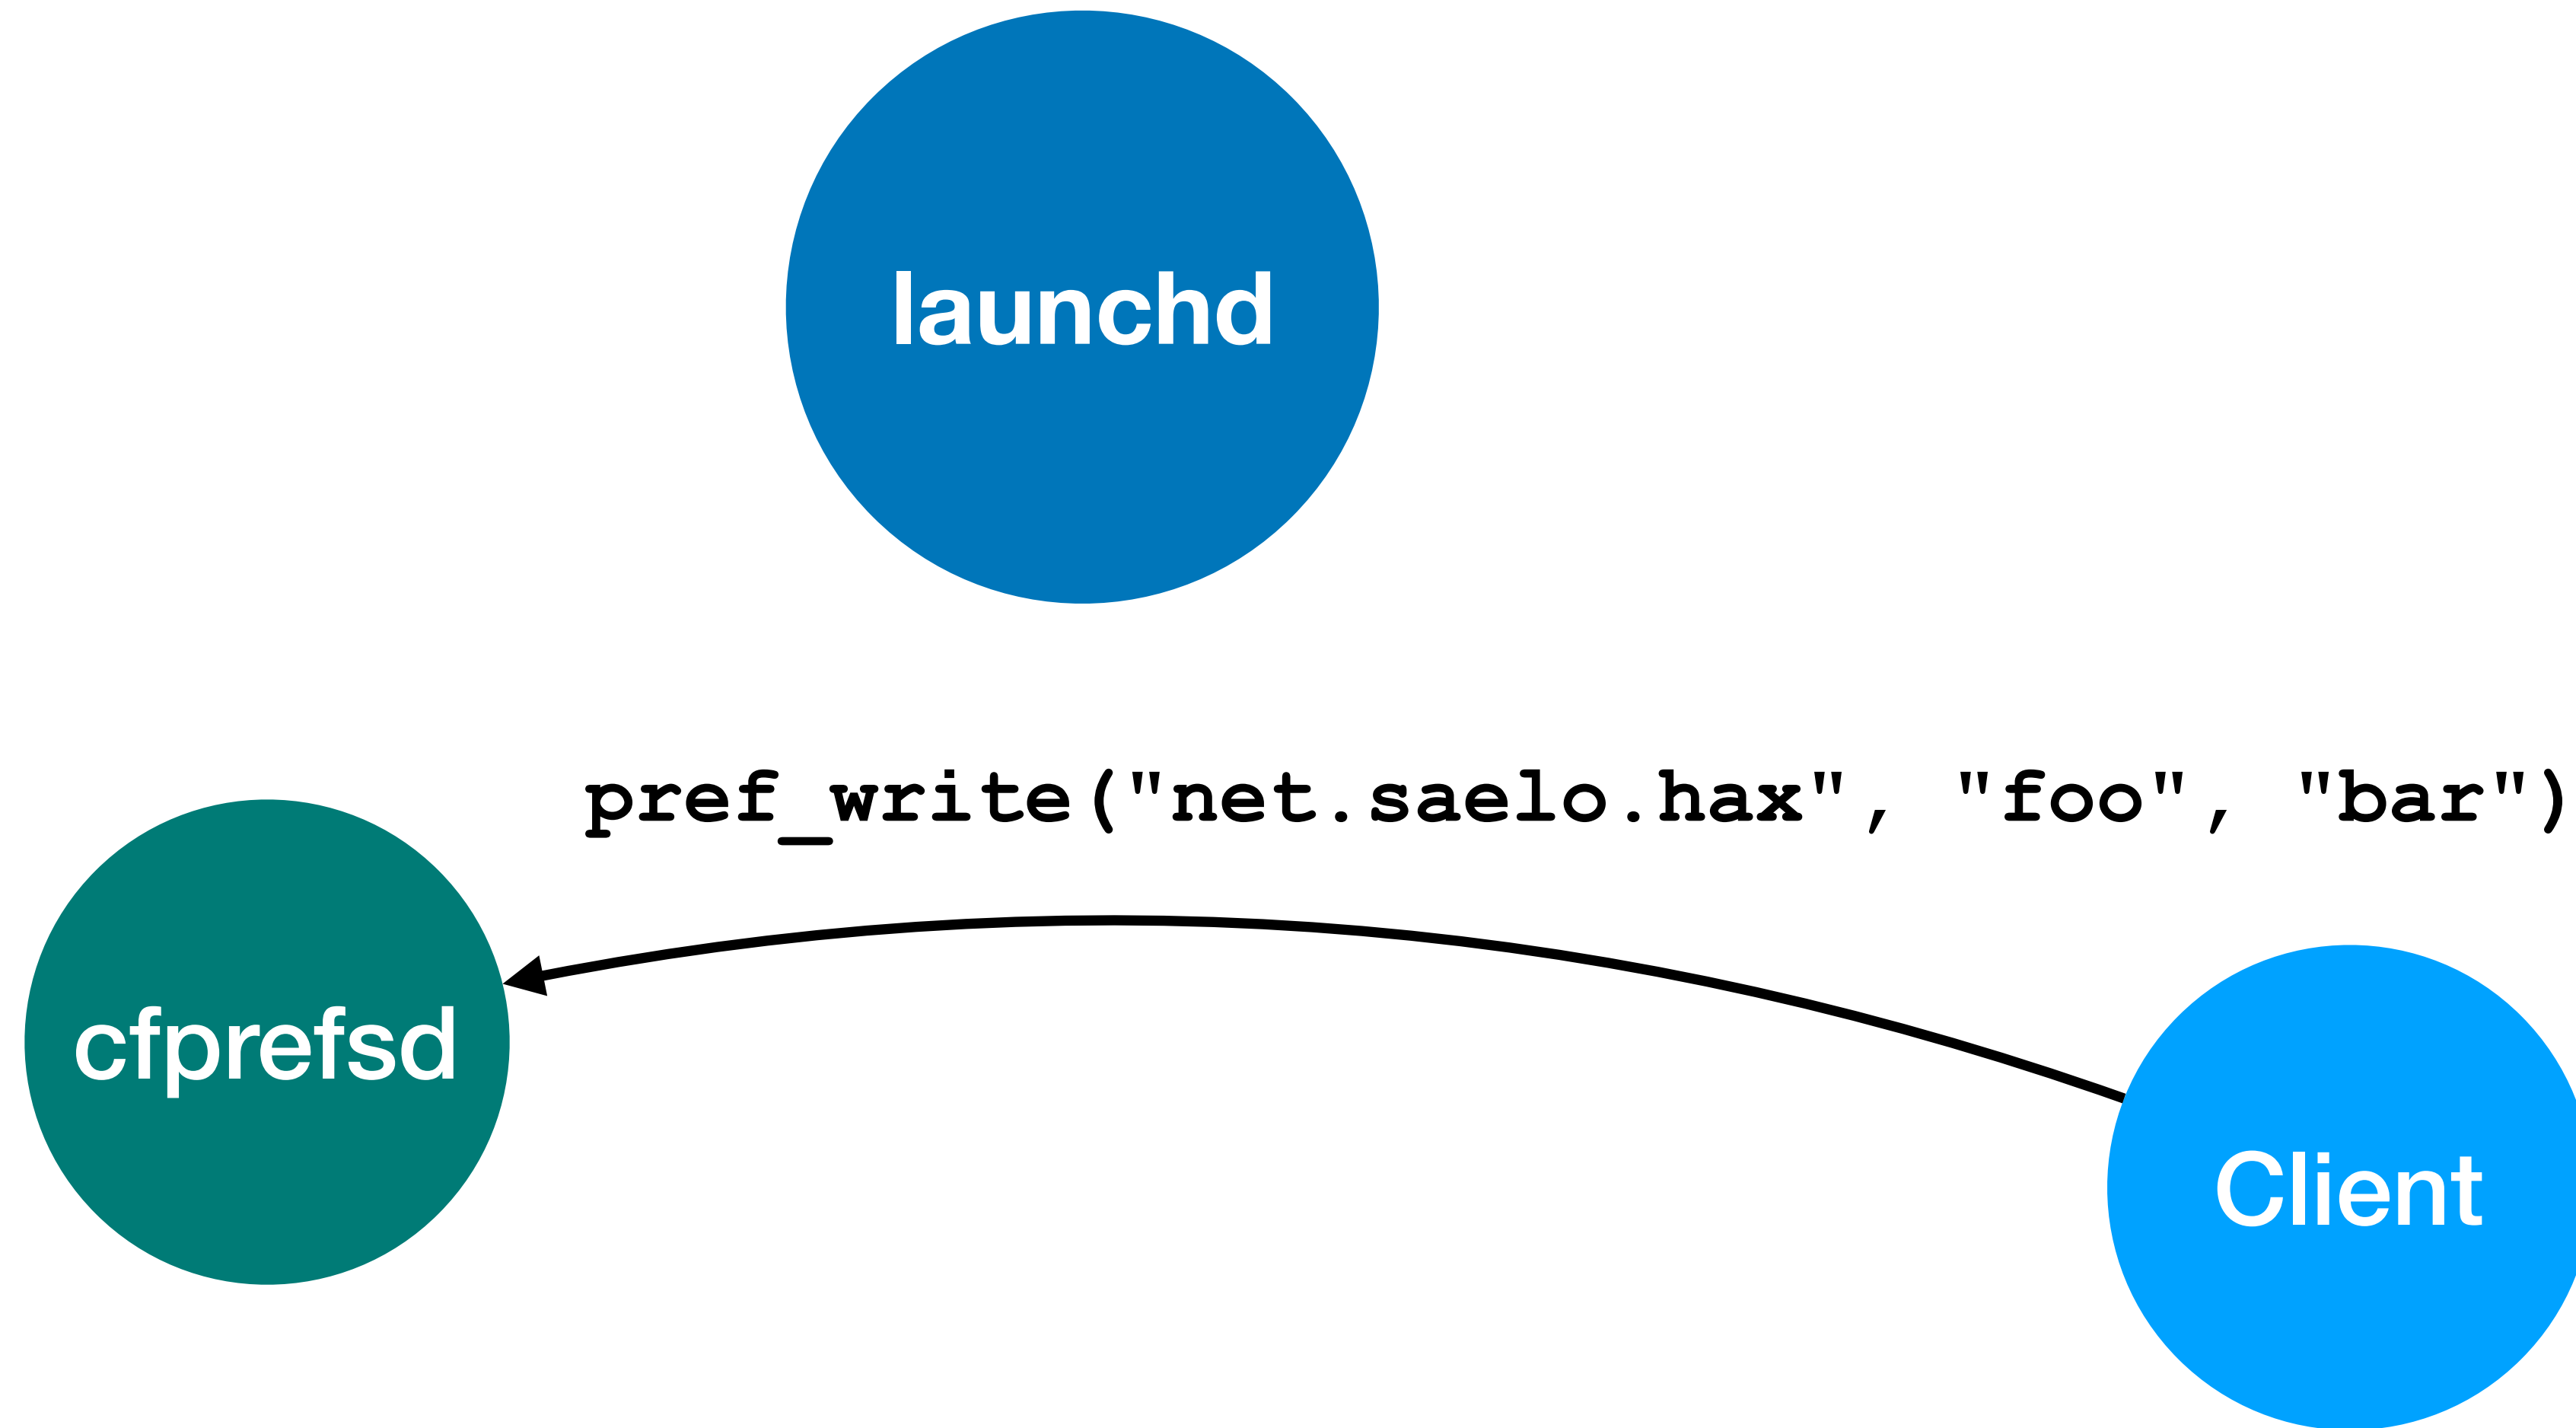 launchd
pref_write("net.saelo.hax", "foo", "bar")
cfprefsd
Client